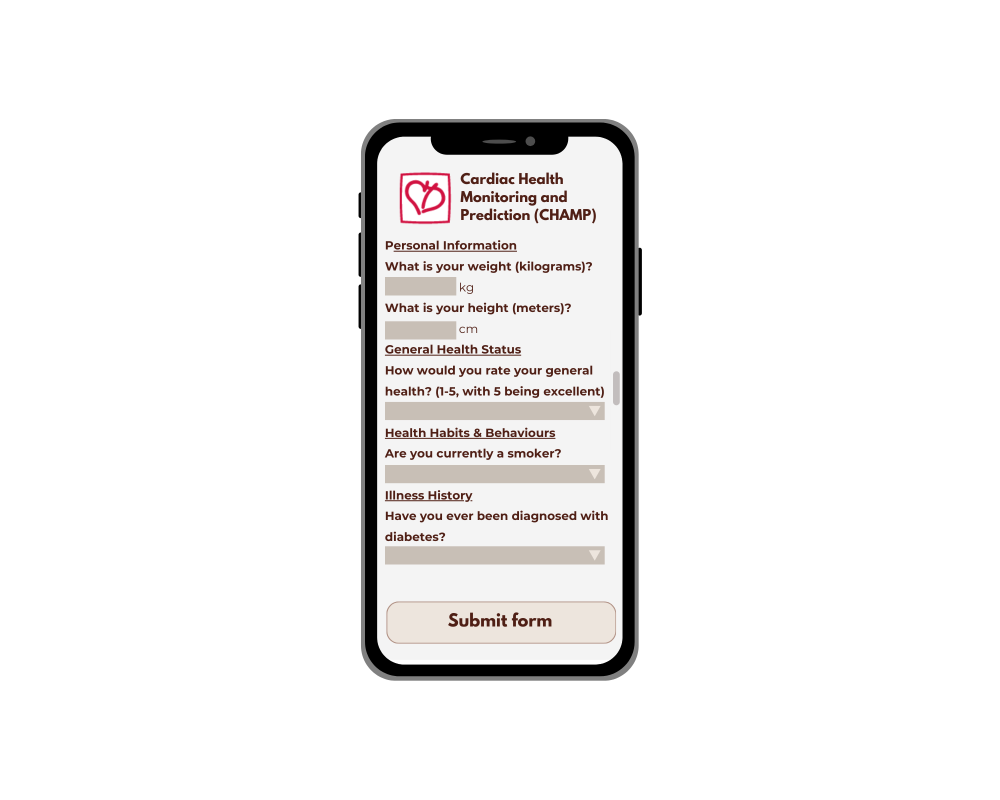 Cardiac Health
Monitoring and
Prediction (CHAMP)
Personal Information
What is your weight (kilograms)?
kg
What is your height (meters)?
cm
General Health Status
How would you rate your general
health? (1-5, with 5 being excellent)
Health Habits & Behaviours
Are you currently a smoker?
Illness History
Have you ever been diagnosed with
diabetes?
Submit form